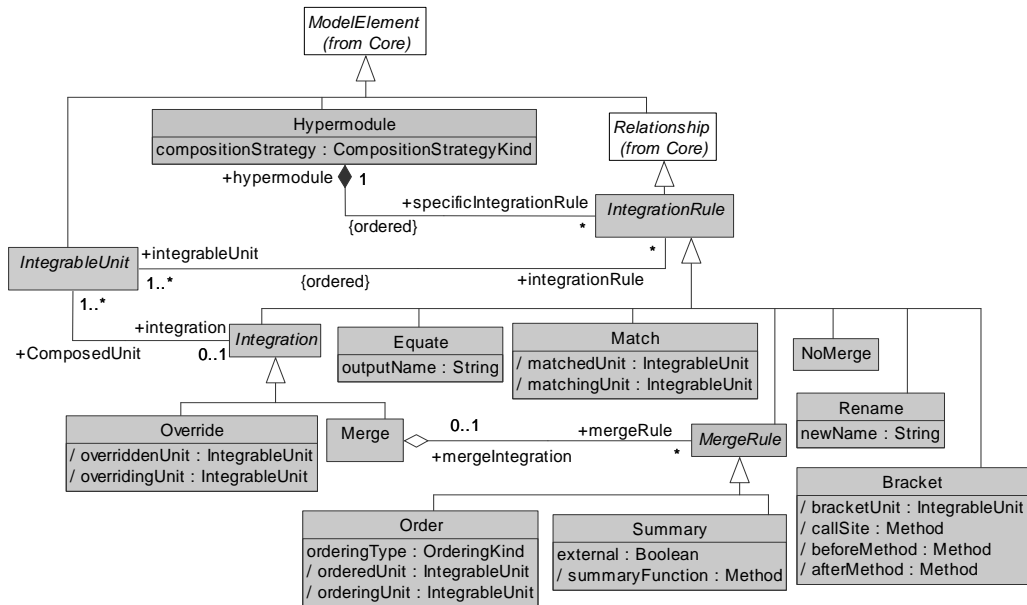 ModelElement
(from Core)
Hypermodule
compositionStrategy : CompositionStrategyKind
Relationship
(from Core)
+hypermodule
1
+specificIntegrationRule
{ordered}
*
IntegrationRule
*
IntegrableUnit
+integrableUnit
1..*
{ordered}
+integrationRule
1..*
+integration
+ComposedUnit
0..1
Integration
Equate
outputName : String
Match
/ matchedUnit : IntegrableUnit
/ matchingUnit : IntegrableUnit
NoMerge
Rename
newName : String
Override
/ overriddenUnit : IntegrableUnit
/ overridingUnit : IntegrableUnit
Merge
0..1
+mergeIntegration
+mergeRule
*
MergeRule
Bracket
/ bracketUnit : IntegrableUnit
/ callSite : Method
/ beforeMethod : Method
/ afterMethod : Method
Order
orderingType : OrderingKind
/ orderedUnit : IntegrableUnit
/ orderingUnit : IntegrableUnit
Summary
external : Boolean
/ summaryFunction : Method